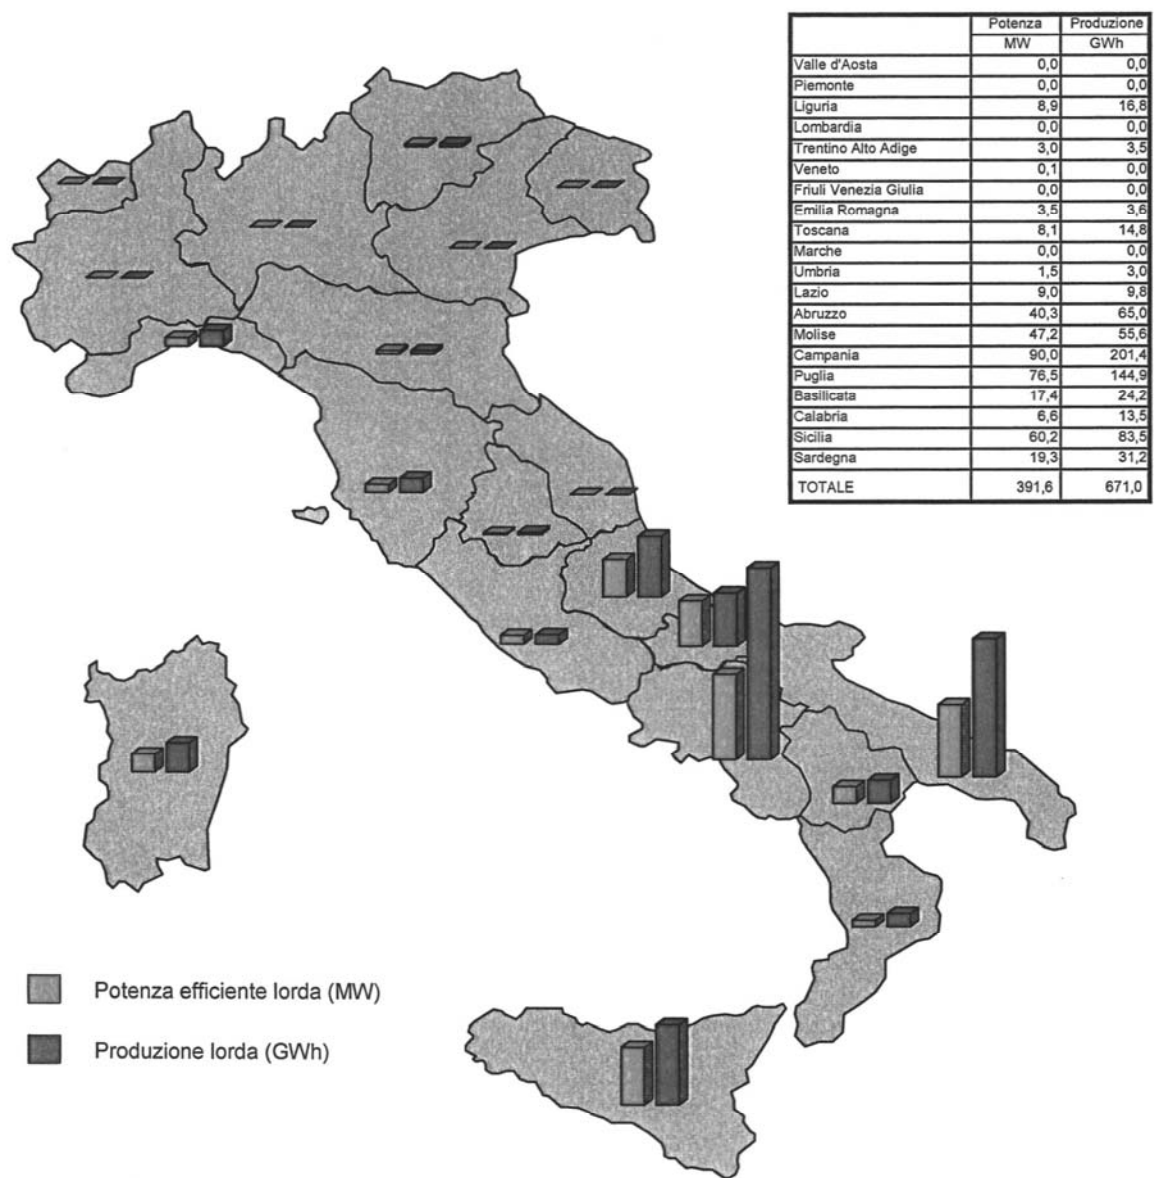 Potenza Produzione
MW GWh
Valle d'Aosta 0,0 0,0
Piemonte 0,0 0,0
Liguria 8,9 16,8
Lombardia 0,0 0,0
Trentino Alto Adige 3,0 3,5
Veneto 0,1 0,0
Friuli Venezia Giulia 0,0 0,0
Emilia Romagna 3,5 3,6
Toscana 8,1 14,8
Marche 0,0 0,0
Umbria 1,5 3,0
Lazio 9,0 9,8
Abruzzo 40,3 65,0
Molise 47,2 55,6
Campania 90,0 201,4
Puglia 76,5 144,9
Basilicata 17,4 24,2
Calabria 6,6 13,5
Sicilia 60,2 83,5
Sardegna 19,3 31,2
TOTALE 391,6 671,0
Potenza efficiente lorda (MW)
Produzione lorda (GWh)